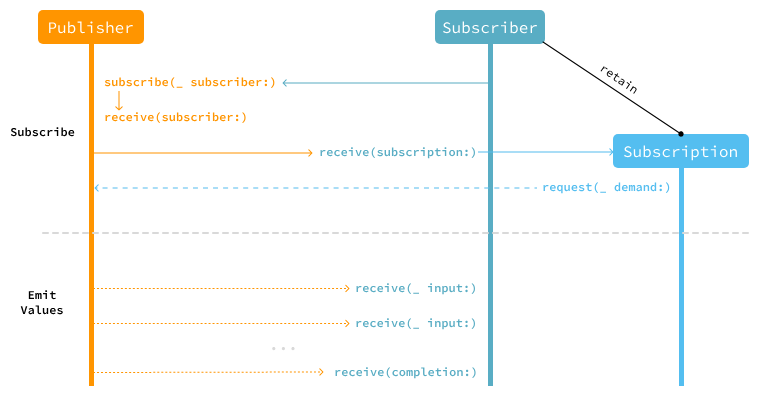 Publisher
Subscriber
subscribe(_ subscriber:)
retain
receive(subscriber:)
Subscribe
receive(subscription:)
Subscription
request(_ demand:)
Emit
Values
receive(_ input:)
receive(_ input:)
...
receive(completion:)